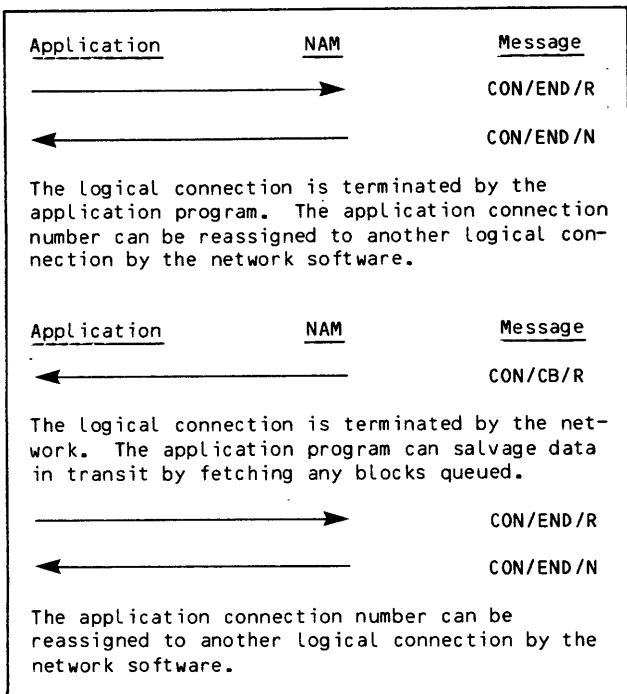 Application NAM Message
CON/END/R
CON/END/N
The logical connection is terminated by the
application program. The application connection
number can be reassigned to another logical con-
nection by the network software.
Application NAM Message
CON/CB/R
The logical connection is terminated by the net-
work. The application program can salvage data
in transit by fetching any blocks queued.
CON/END/R
CON/END/N
The application connection number can be
reassigned to another logical connection by the
network software.